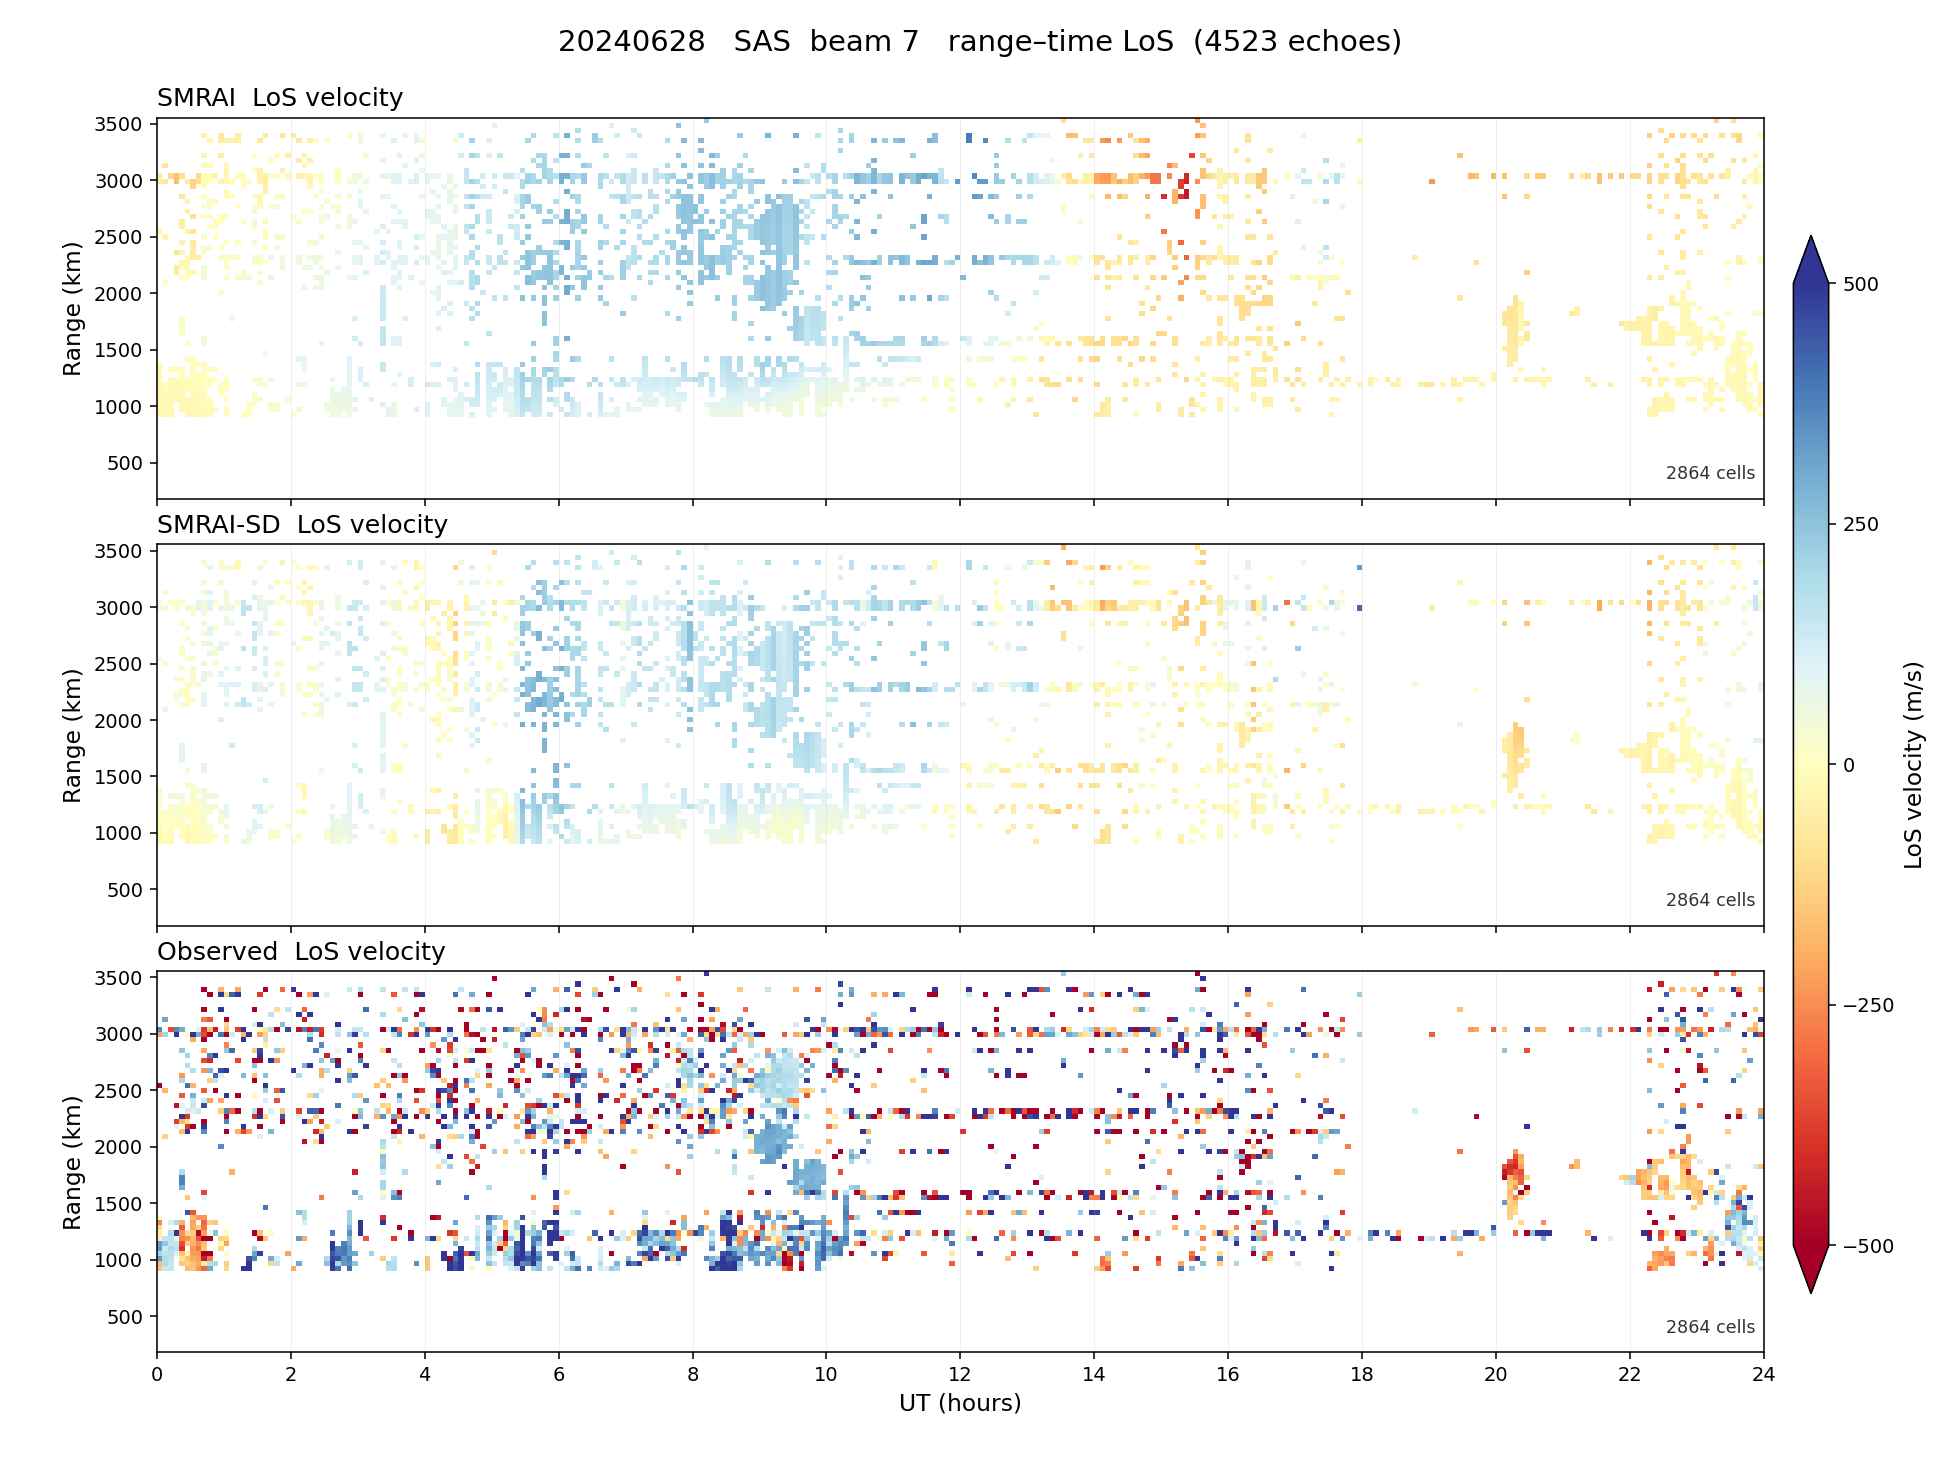 20240628   SAS  beam 7   range–time LoS  (4523 echoes)
SMRAI  LoS velocity
3500
3000
2500
2000
1500
1000
500
Range (km)
2864 cells
SMRAI-SD  LoS velocity
3500
3000
2500
2000
1500
1000
500
Range (km)
2864 cells
Observed  LoS velocity
3500
3000
2500
2000
1500
1000
500
Range (km)
2864 cells
0 2 4 6 8 10 12 14 16 18 20 22 24
UT (hours)
500
250
0
−250
−500
LoS velocity (m/s)